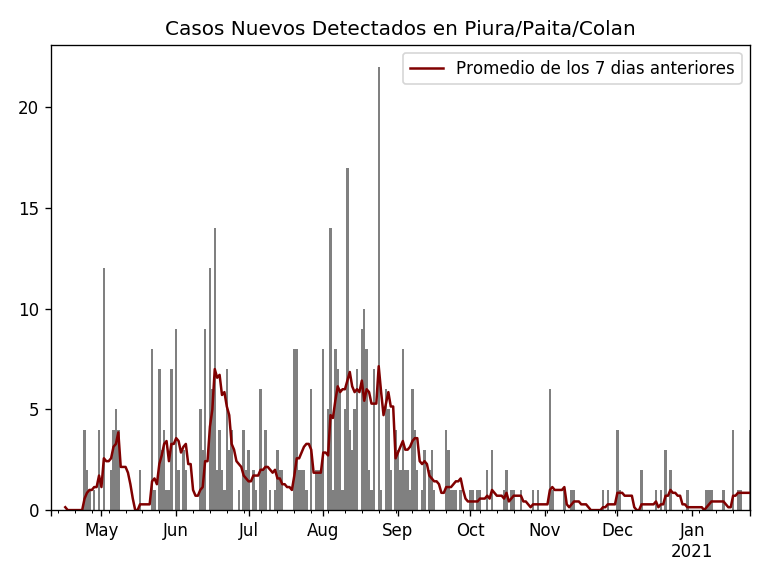 Casos Nuevos Detectados en Piura/Paita/Colan
Promedio de los 7 dias anteriores
20
15
10
5
0
May Jun Jul Aug Sep Oct Nov Dec Jan
2021